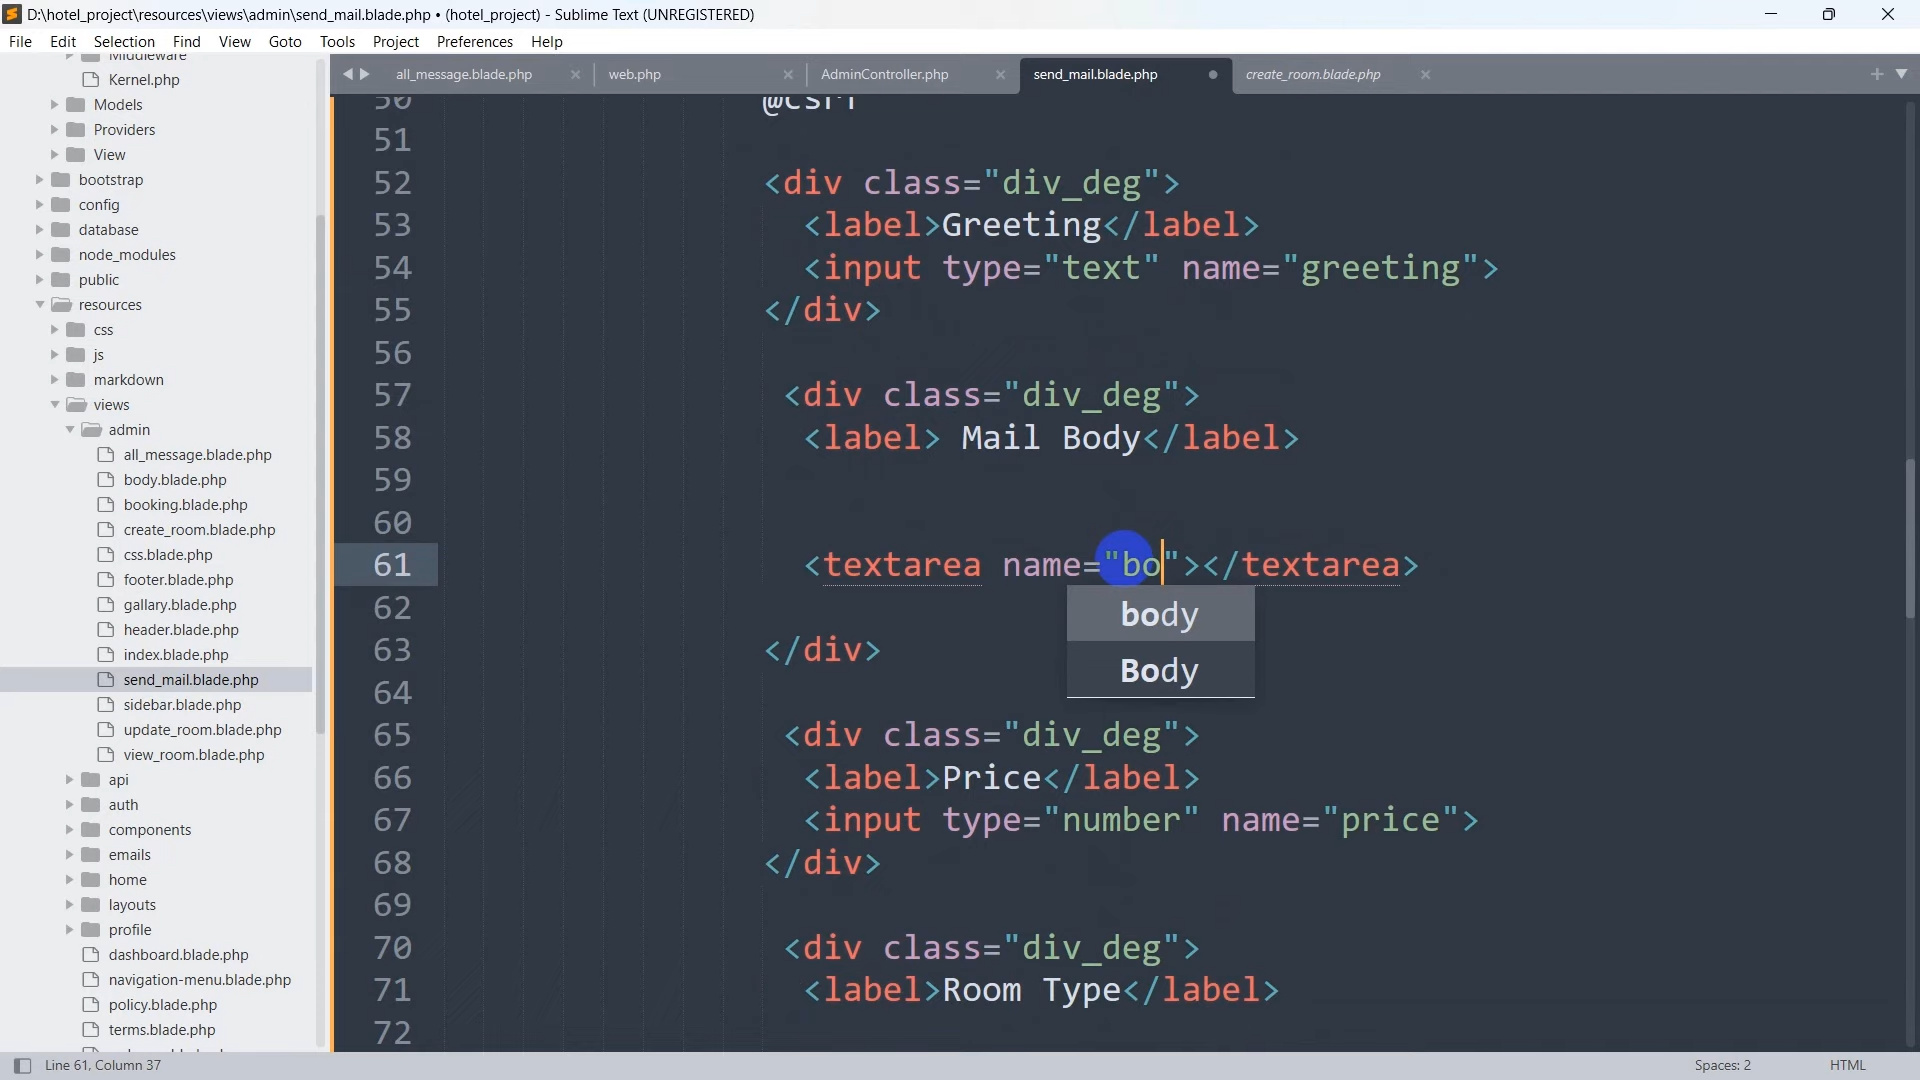 D:\hotel_project\resources\views\admin\send_mail.blade.php • (hotel_project) - Sublime Text (UNREGISTERED)
File Edit Selection Find View Goto Tools Project Preferences Help
all_message.blade.php web.php AdminController.php send_mail.blade.php create_room.blade.php
Middleware
Kernel.php
Models
Providers
View
bootstrap
config
database
node_modules
public
resources
css
js
markdown
views
admin
all_message.blade.php
body.blade.php
booking.blade.php
create_room.blade.php
css.blade.php
footer.blade.php
gallary.blade.php
header.blade.php
index.blade.php
send_mail.blade.php
sidebar.blade.php
update_room.blade.php
view_room.blade.php
api
auth
components
emails
home
layouts
profile
dashboard.blade.php
navigation-menu.blade.php
policy.blade.php
terms.blade.php
50 @csrf
51
52 <div class="div_deg">
53 <label>Greeting</label>
54 <input type="text" name="greeting">
55 </div>
56
57 <div class="div_deg">
58 <label> Mail Body</label>
59
60
61 <textarea name="bo"></textarea>
body
Body
62
63 </div>
64
65 <div class="div_deg">
66 <label>Price</label>
67 <input type="number" name="price">
68 </div>
69
70 <div class="div_deg">
71 <label>Room Type</label>
72
Line 61, Column 37 Spaces: 2 HTML